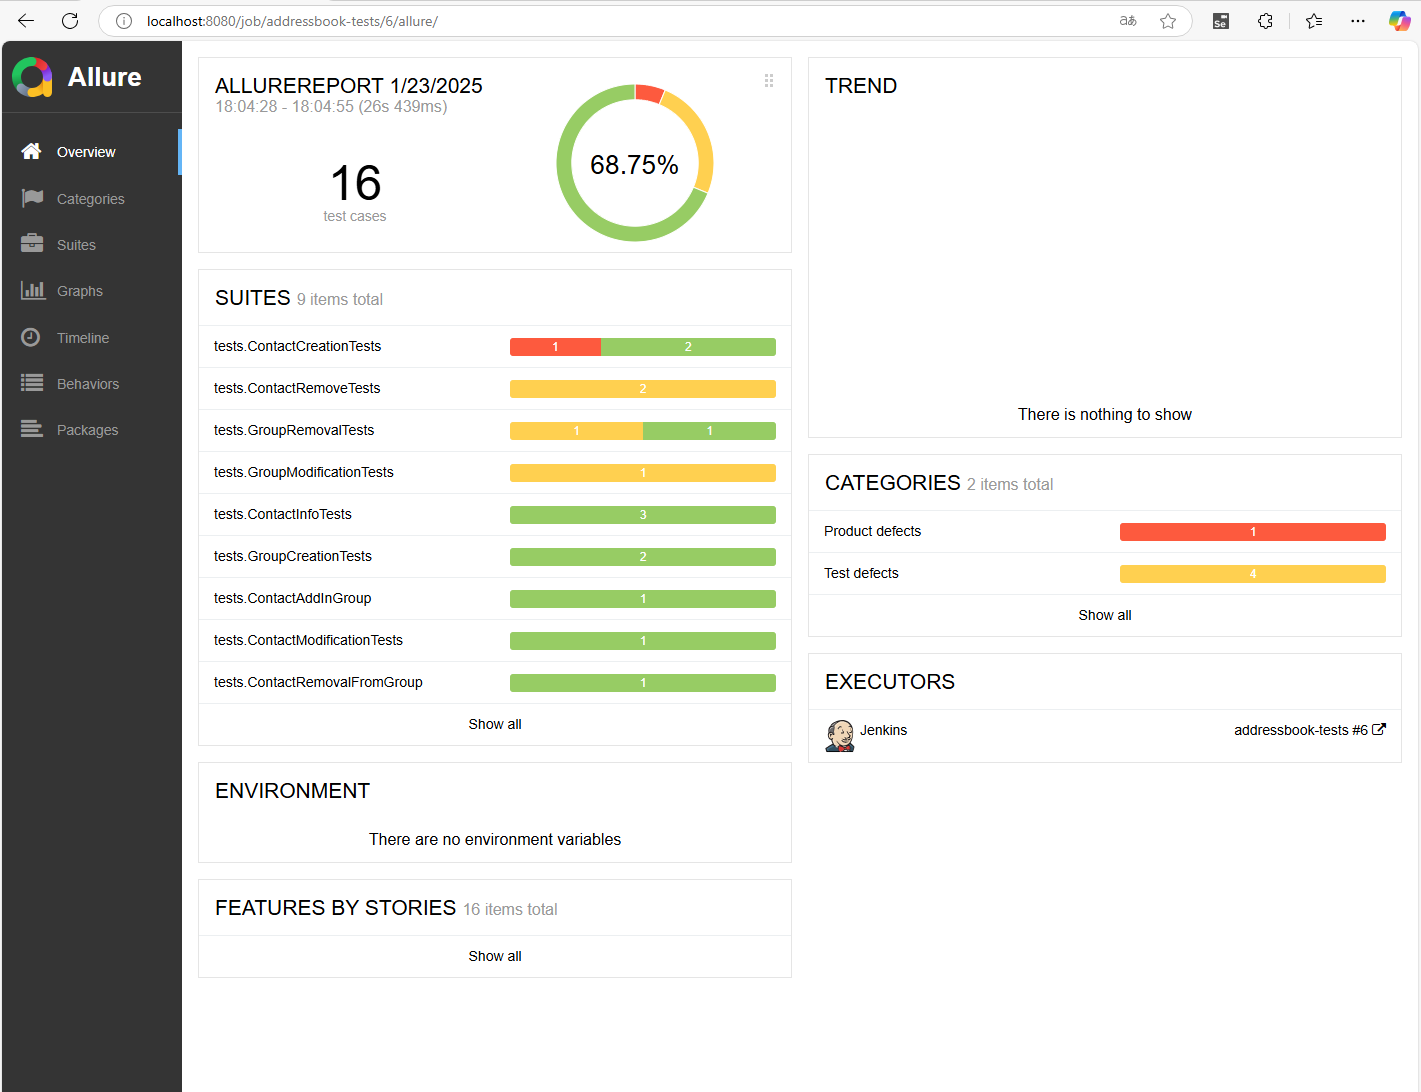 localhost:8080/job/addressbook-tests/6/allure/
aあ
Se
Allure
Overview
Categories
Suites
Graphs
Timeline
Behaviors
Packages
ALLUREREPORT 1/23/2025
18:04:28 - 18:04:55 (26s 439ms)
16
test cases
68.75%
SUITES 9 items total
tests.ContactCreationTests 1 2
tests.ContactRemoveTests 2
tests.GroupRemovalTests 1 1
tests.GroupModificationTests 1
tests.ContactInfoTests 3
tests.GroupCreationTests 2
tests.ContactAddInGroup 1
tests.ContactModificationTests 1
tests.ContactRemovalFromGroup 1
Show all
ENVIRONMENT
There are no environment variables
FEATURES BY STORIES 16 items total
Show all
TREND
There is nothing to show
CATEGORIES 2 items total
Product defects 1
Test defects 4
Show all
EXECUTORS
Jenkins addressbook-tests #6